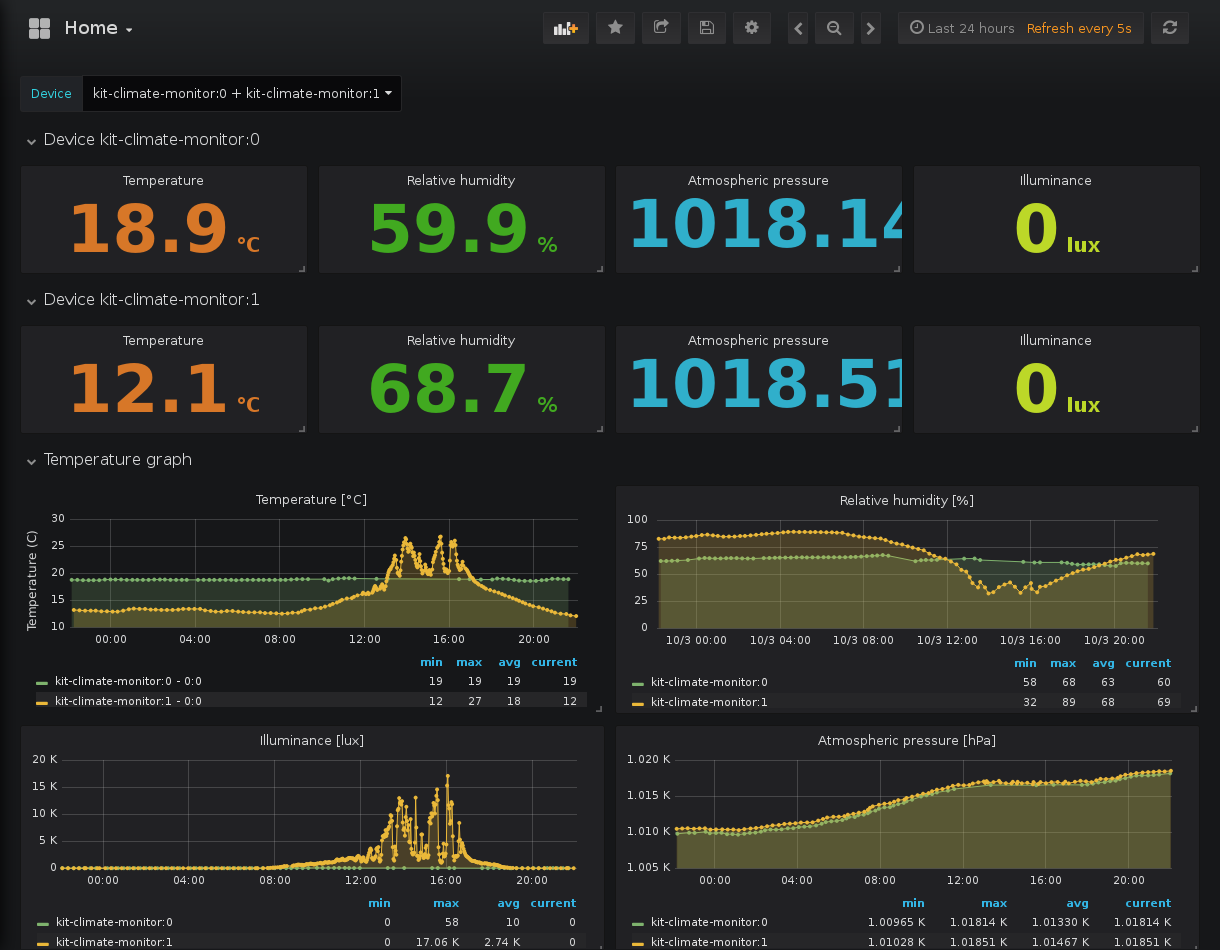 Home
Last 24 hours Refresh every 5s
Device kit-climate-monitor:0 + kit-climate-monitor:1
Device kit-climate-monitor:0
Temperature Relative humidity Atmospheric pressure Illuminance
18.9 °C 59.9 % 1018.14 0 lux
Device kit-climate-monitor:1
Temperature Relative humidity Atmospheric pressure Illuminance
12.1 °C 68.7 % 1018.51 0 lux
Temperature graph
Temperature [°C]
Temperature (C)
30
25
20
15
10
00:00 04:00 08:00 12:00 16:00 20:00
min max avg current
kit-climate-monitor:0 - 0:0 19 19 19 19
kit-climate-monitor:1 - 0:0 12 27 18 12
Relative humidity [%]
100
75
50
25
0
10/3 00:00 10/3 04:00 10/3 08:00 10/3 12:00 10/3 16:00 10/3 20:00
min max avg current
kit-climate-monitor:0 58 68 63 60
kit-climate-monitor:1 32 89 68 69
Illuminance [lux]
20 K
15 K
10 K
5 K
0
00:00 04:00 08:00 12:00 16:00 20:00
min max avg current
kit-climate-monitor:0 0 58 10 0
kit-climate-monitor:1 0 17.06 K 2.74 K 0
Atmospheric pressure [hPa]
1.020 K
1.015 K
1.010 K
1.005 K
00:00 04:00 08:00 12:00 16:00 20:00
min max avg current
kit-climate-monitor:0 1.00965 K 1.01814 K 1.01330 K 1.01814 K
kit-climate-monitor:1 1.01028 K 1.01851 K 1.01467 K 1.01851 K